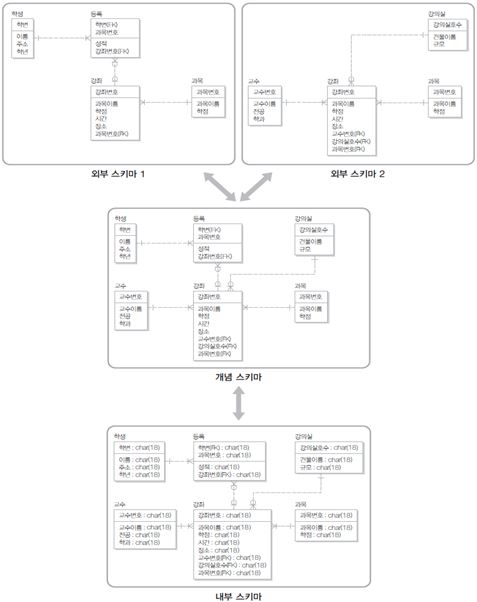 학생
학번
이름
주소
학년
등록
학번(FK)
과목번호
성적
강좌번호(FK)
강좌
강좌번호
과목이름
학점
시간
장소
과목번호(FK)
과목
과목번호
과목이름
학점
외부 스키마 1
강의실
강의실호수
건물이름
규모
교수
교수번호
교수이름
전공
학과
강좌
강좌번호
과목이름
학점
시간
장소
교수번호(FK)
강의실호수(FK)
과목번호(FK)
과목
과목번호
과목이름
학점
외부 스키마 2
학생
학번
이름
주소
학년
등록
학번(FK)
과목번호
성적
강좌번호(FK)
강의실
강의실호수
건물이름
규모
교수
교수번호
교수이름
전공
학과
강좌
강좌번호
과목이름
학점
시간
장소
교수번호(FK)
강의실호수(FK)
과목번호(FK)
과목
과목번호
과목이름
학점
개념 스키마
학생
학번 : char(18)
이름 : char(18)
주소 : char(18)
학년 : char(18)
등록
학번(FK) : char(18)
과목번호 : char(18)
성적 : char(18)
강좌번호(FK) : char(18)
강의실
강의실호수 : char(18)
건물이름 : char(18)
규모 : char(18)
교수
교수번호 : char(18)
교수이름 : char(18)
전공 : char(18)
학과 : char(18)
강좌
강좌번호 : char(18)
과목이름 : char(18)
학점 : char(18)
시간 : char(18)
장소 : char(18)
교수번호(FK) : char(18)
강의실호수(FK) : char(18)
과목번호(FK) : char(18)
과목
과목번호 : char(18)
과목이름 : char(18)
학점 : char(18)
내부 스키마